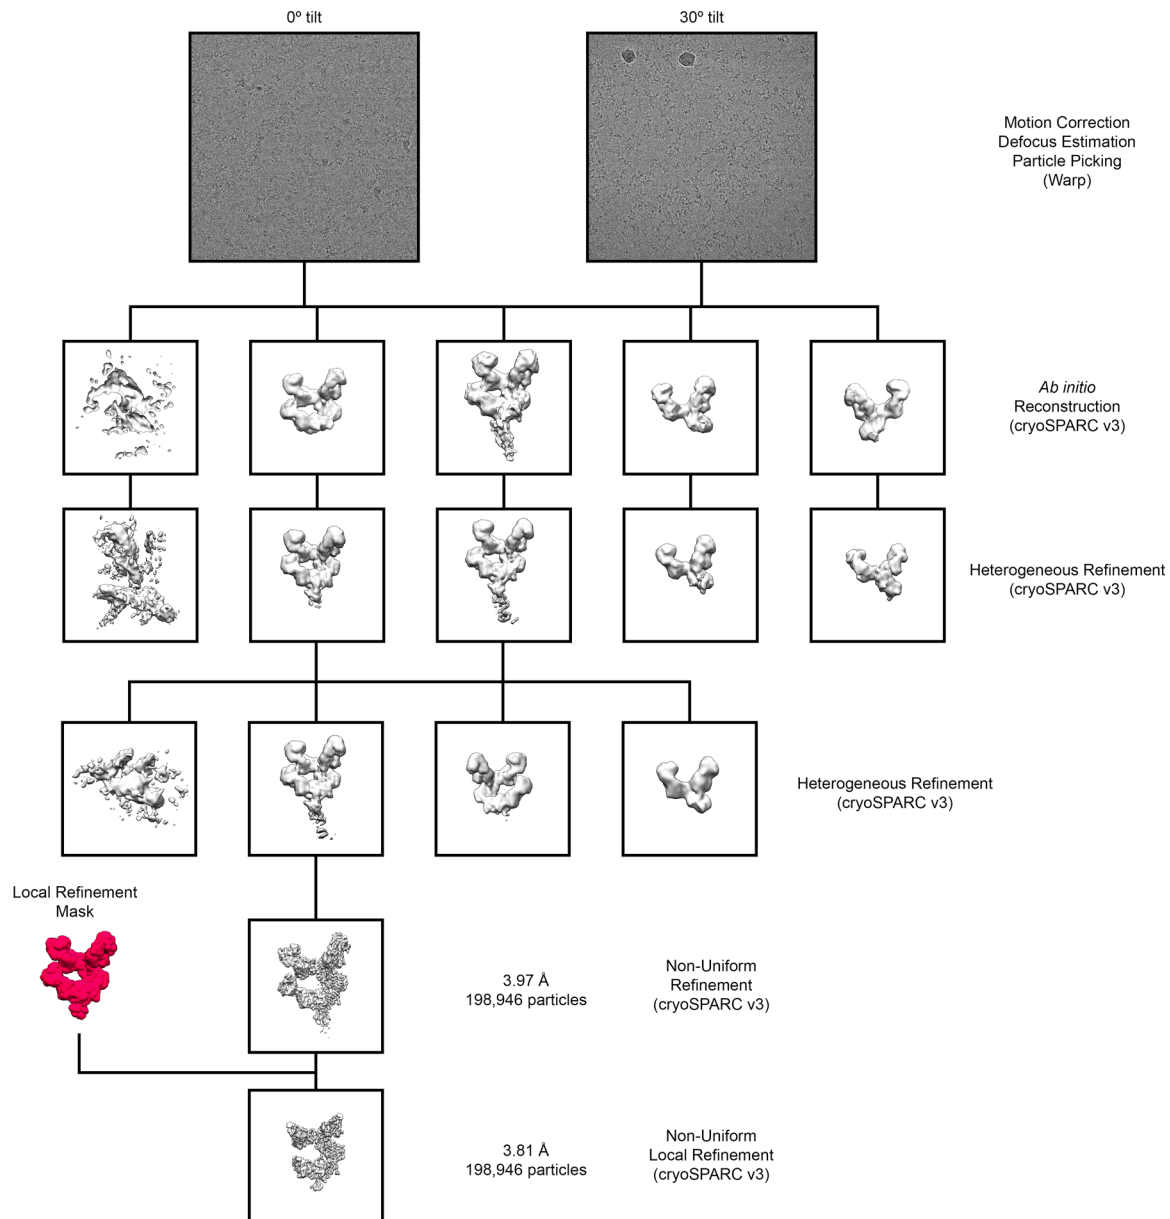 0º tilt
30º tilt
Motion Correction
Defocus Estimation
Particle Picking
(Warp)
Ab initio
Reconstruction
(cryoSPARC v3)
Heterogeneous Refinement
(cryoSPARC v3)
Heterogeneous Refinement
(cryoSPARC v3)
Local Refinement
Mask
3.97 Å
198,946 particles
Non-Uniform
Refinement
(cryoSPARC v3)
3.81 Å
198,946 particles
Non-Uniform
Local Refinement
(cryoSPARC v3)